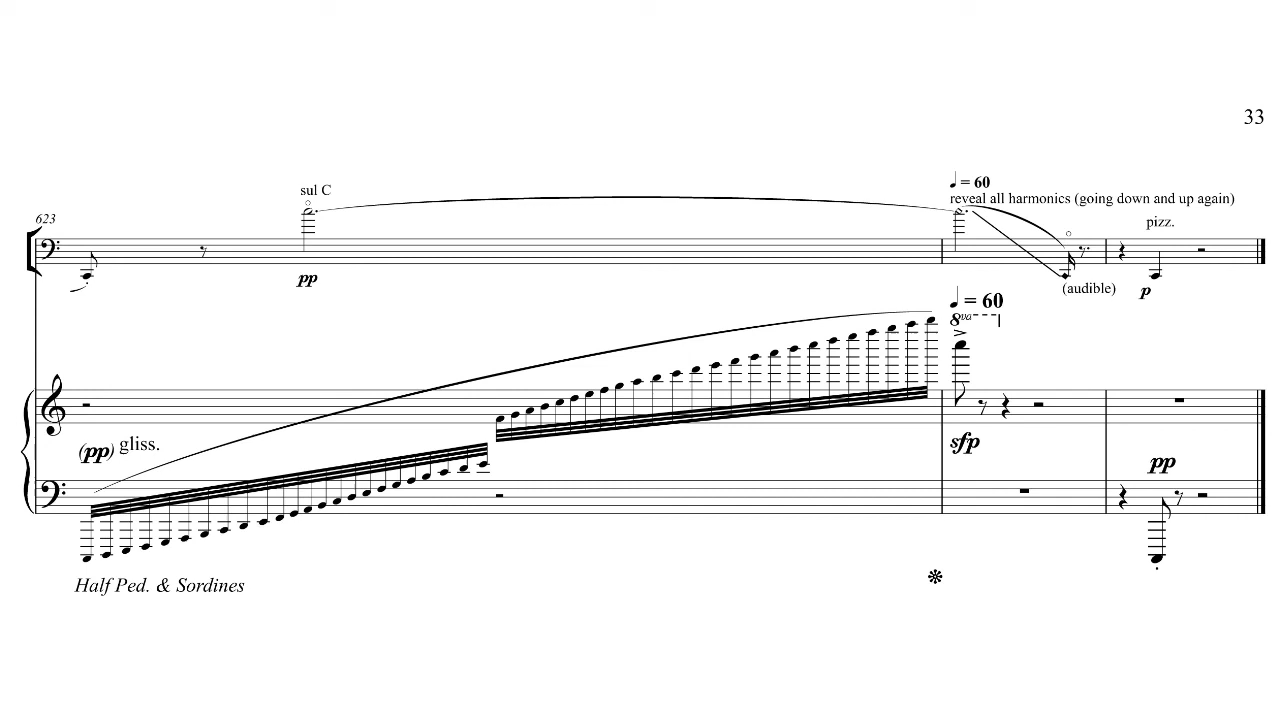 33
sul C
♩ = 60
reveal all harmonics (going down and up again)
623
pizz.
pp
(audible)
p
♩ = 60
8va
(pp) gliss.
sfp
pp
Half Ped. & Sordines